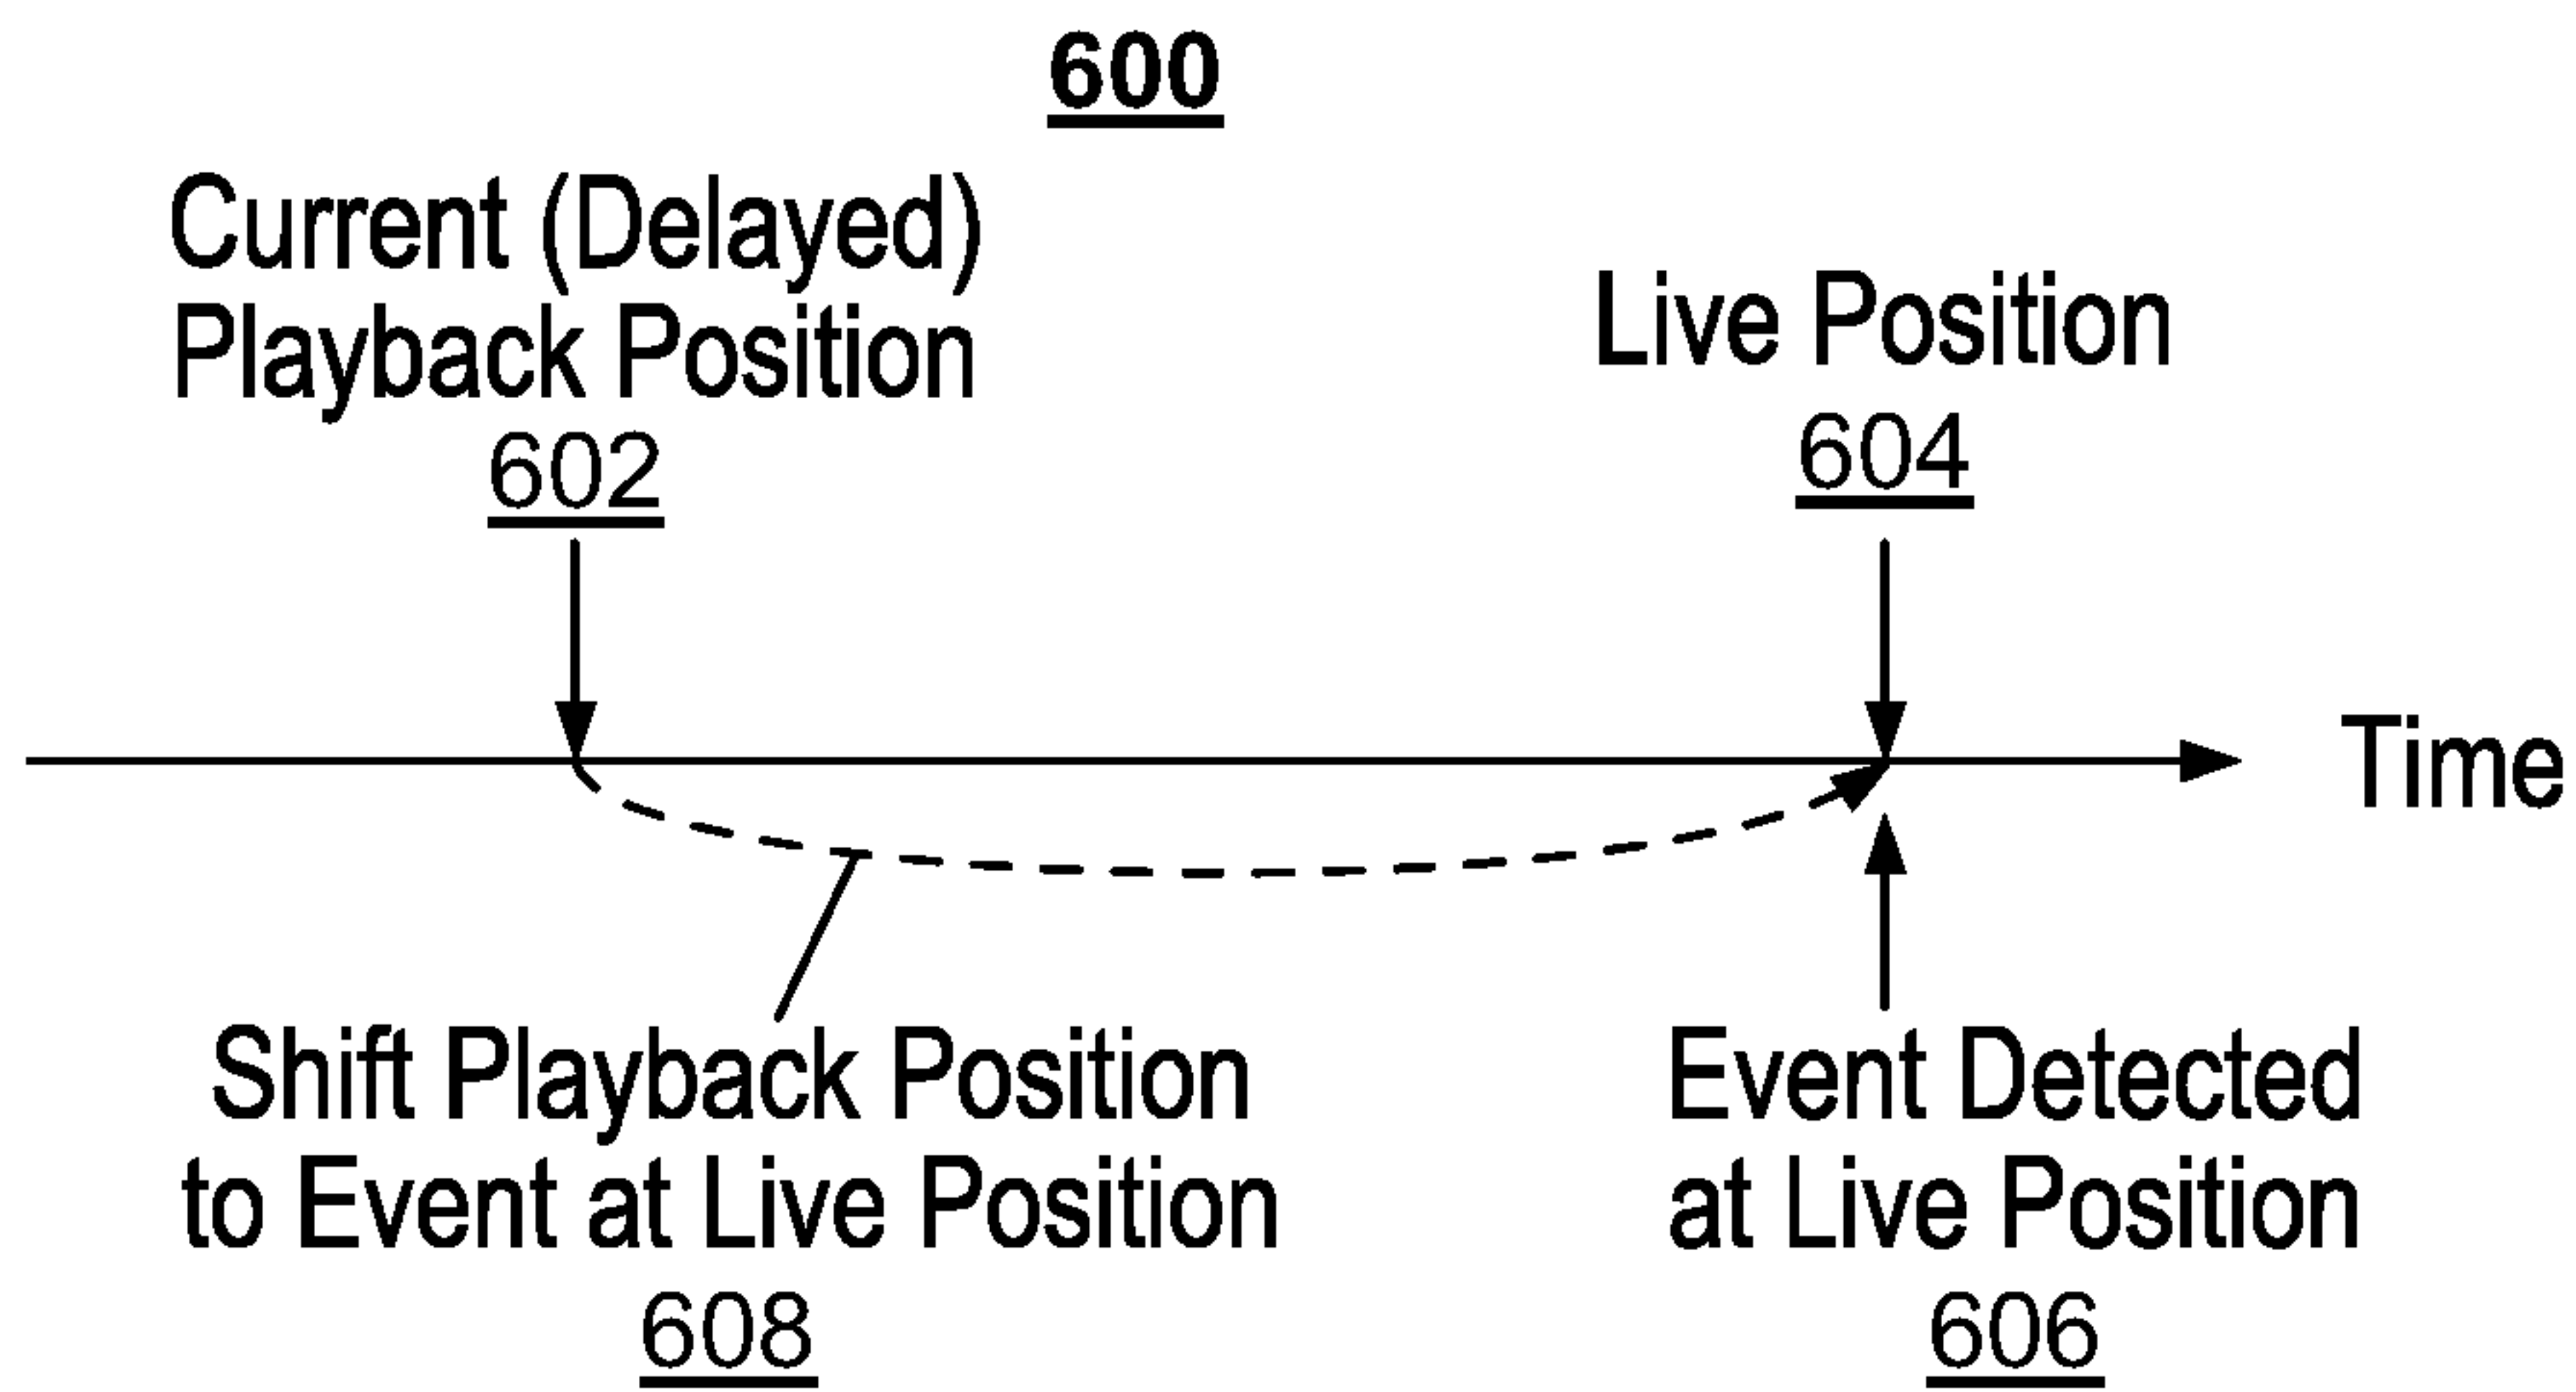 600
Current (Delayed)
Playback Position
602
Live Position
604
Time
Shift Playback Position
to Event at Live Position
608
Event Detected
at Live Position
606